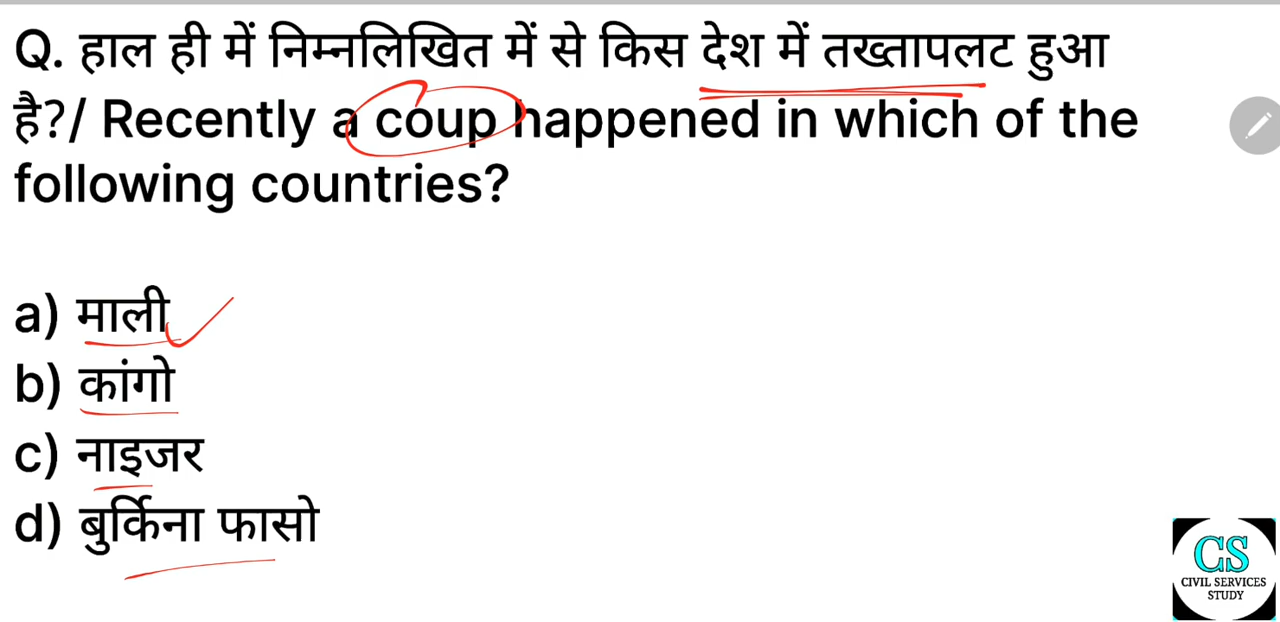 Q. हाल ही में निम्नलिखित में से किस देश में तख्तापलट हुआ
है?/ Recently a coup happened in which of the
following countries?
a) माली
b) कांगो
c) नाइजर
d) बुर्किना फासो
CS
CIVIL SERVICES
STUDY